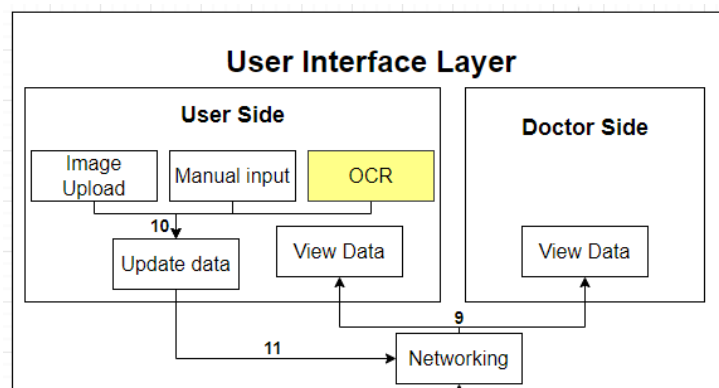 User Interface Layer
User Side
Doctor Side
Image
Upload
Manual input
OCR
10
Update data
View Data
View Data
9
11
Networking